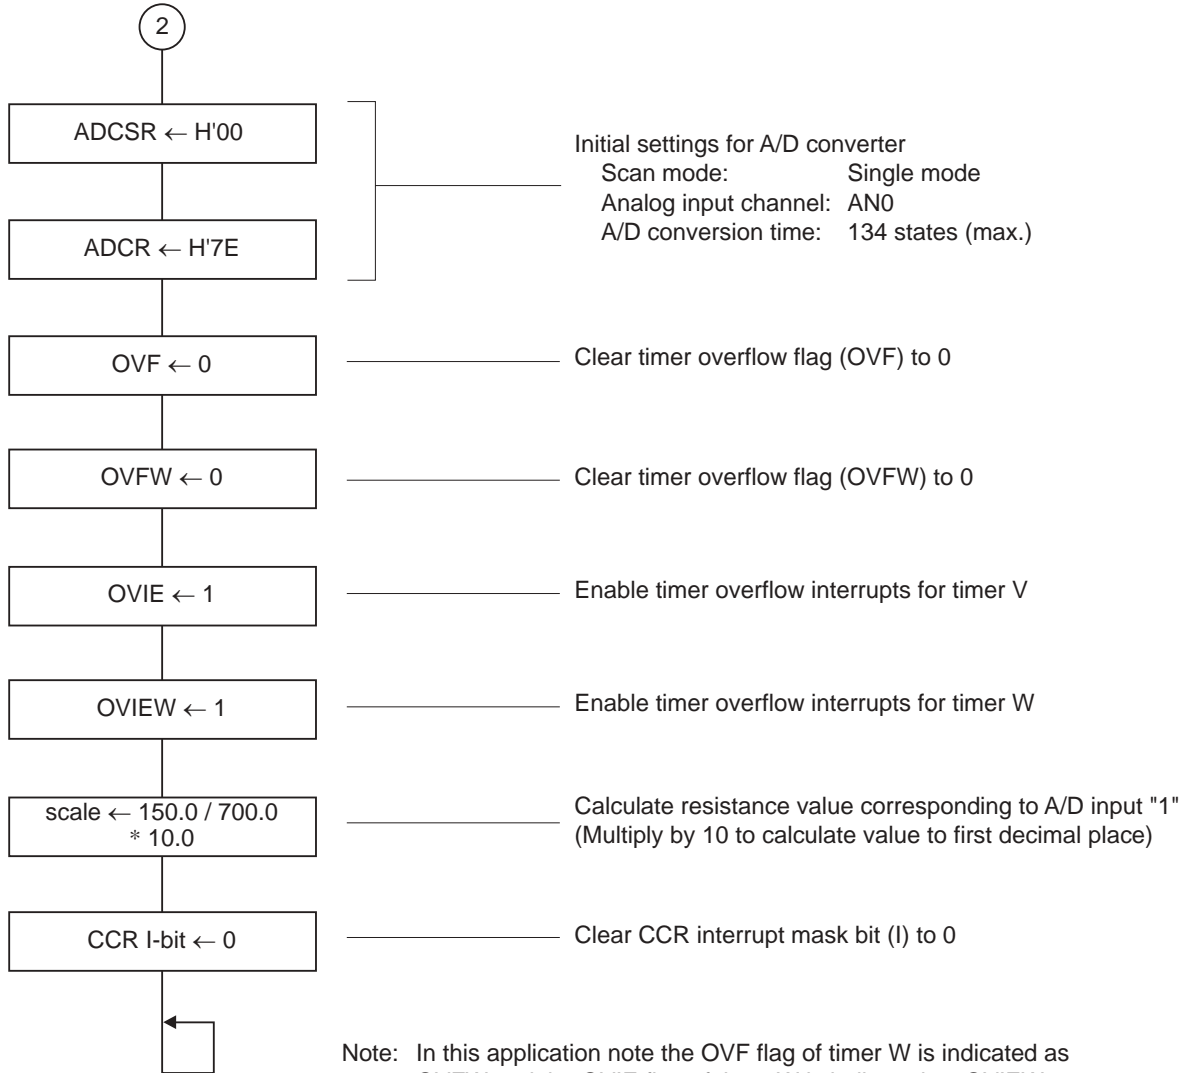 2
ADCSR ← H'00
Initial settings for A/D converter
Scan mode: Single mode
Analog input channel: AN0
A/D conversion time: 134 states (max.)
ADCR ← H'7E
OVF ← 0
Clear timer overflow flag (OVF) to 0
OVFW ← 0
Clear timer overflow flag (OVFW) to 0
OVIE ← 1
Enable timer overflow interrupts for timer V
OVIEW ← 1
Enable timer overflow interrupts for timer W
scale ← 150.0 / 700.0
* 10.0
Calculate resistance value corresponding to A/D input "1"
(Multiply by 10 to calculate value to first decimal place)
CCR I-bit ← 0
Clear CCR interrupt mask bit (I) to 0
Note: In this application note the OVF flag of timer W is indicated as